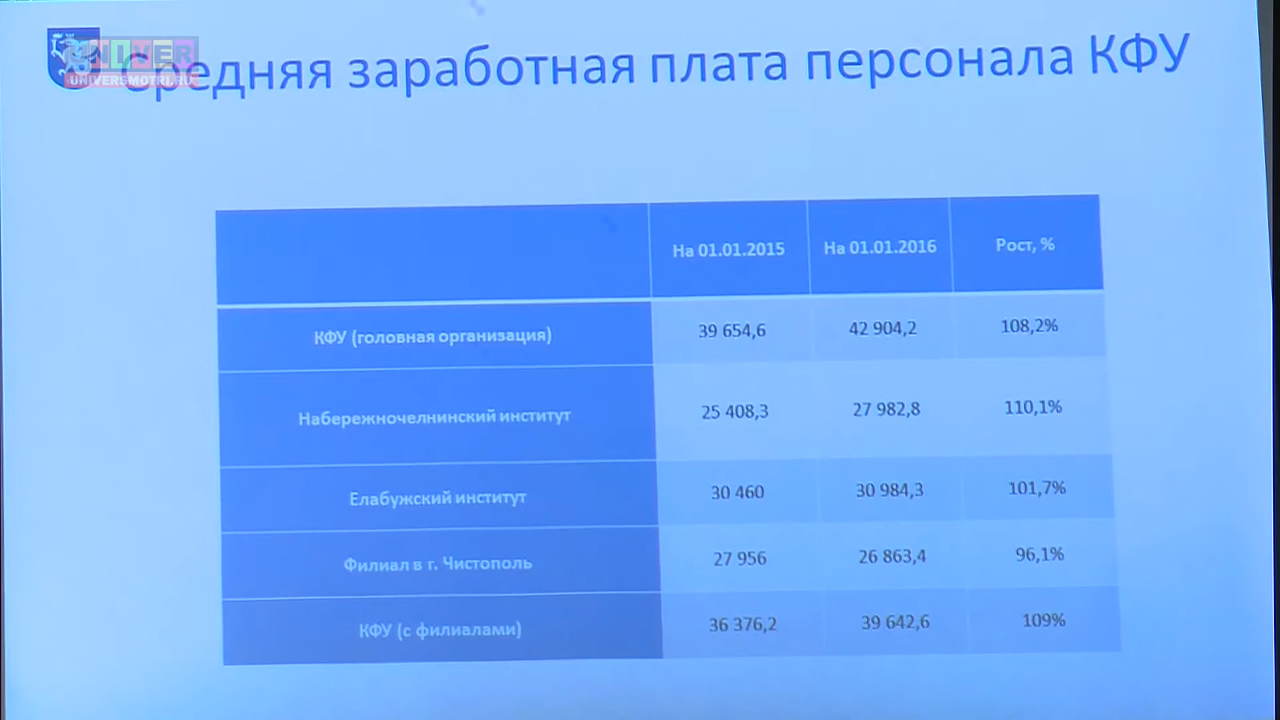 UNIVER
UNIVERSMOTRI.RU
Средняя заработная плата персонала КФУ
На 01.01.2015 На 01.01.2016 Рост, %
КФУ (головная организация) 39 654,6 42 904,2 108,2%
Набережночелнинский институт 25 408,3 27 982,8 110,1%
Елабужский институт 30 460 30 984,3 101,7%
Филиал в г. Чистополь 27 956 26 863,4 96,1%
КФУ (с филиалами) 36 376,2 39 642,6 109%